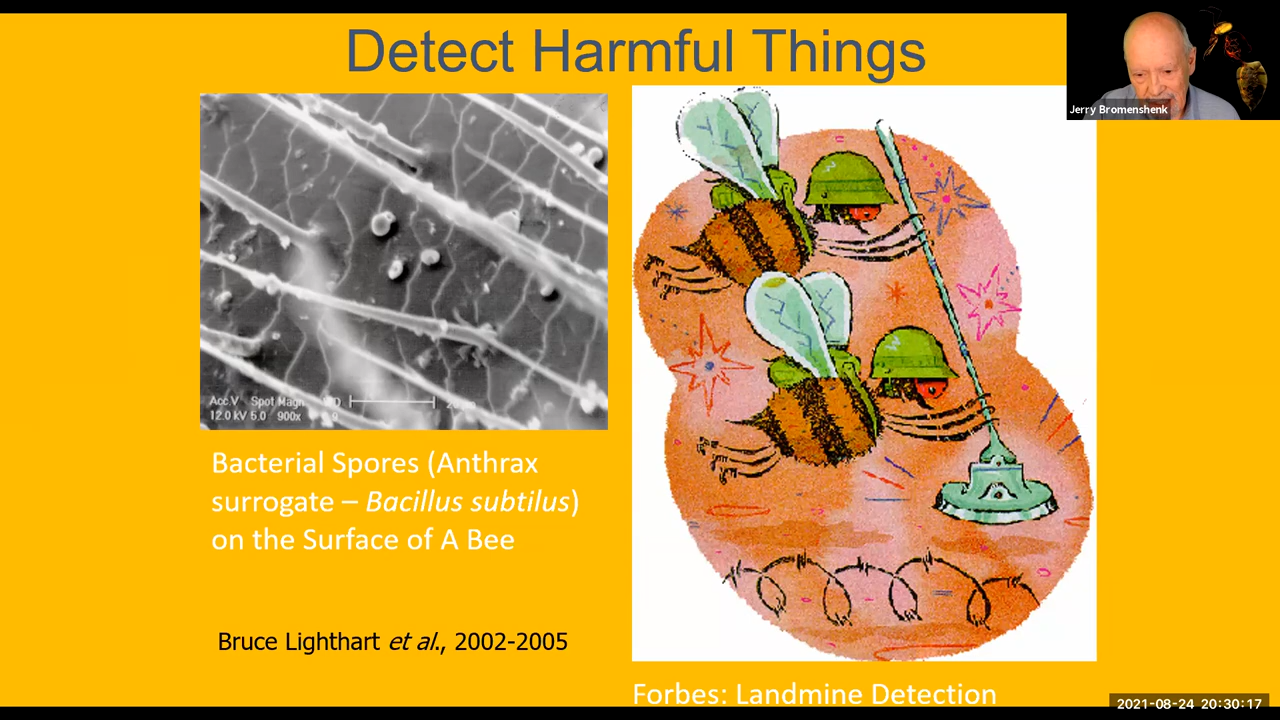 Detect Harmful Things
Jerry Bromenshenk
Acc.V Spot Magn
12.0 kV 5.0 900x
Bacterial Spores (Anthrax
surrogate – Bacillus subtilus)
on the Surface of A Bee
Bruce Lighthart et al., 2002-2005
Forbes: Landmine Detection
2021-08-24 20:30:17